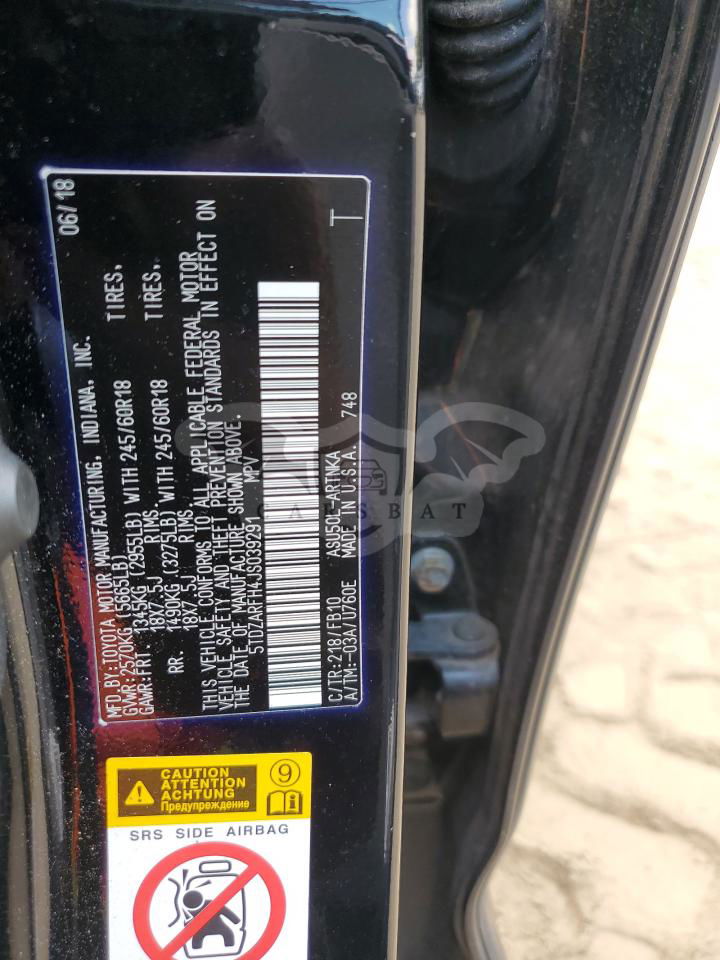 06/18
MFD.BY:TOYOTA MOTOR MANUFACTURING, INDIANA, INC.
GVWR:2570KG (5665LB)
GAWR:FRT. 1345KG (2955LB) WITH 245/60R18 TIRES.
18X7.5J RIMS.
RR. 1490KG (3275LB) WITH 245/60R18 TIRES.
18X7.5J RIMS.
THIS VEHICLE CONFORMS TO ALL APPLICABLE FEDERAL MOTOR
VEHICLE SAFETY AND THEFT PREVENTION STANDARDS IN EFFECT ON
THE DATE OF MANUFACTURE SHOWN ABOVE.
5TDZARFH4JS039291 MPV
C/TR:218/FB10 ASU50L-ARTNKA
A/TM:-03A/U760E MADE IN U.S.A. 748
CARSBAT
CAUTION
ATTENTION
ACHTUNG
Предупреждение
9
SRS SIDE AIRBAG